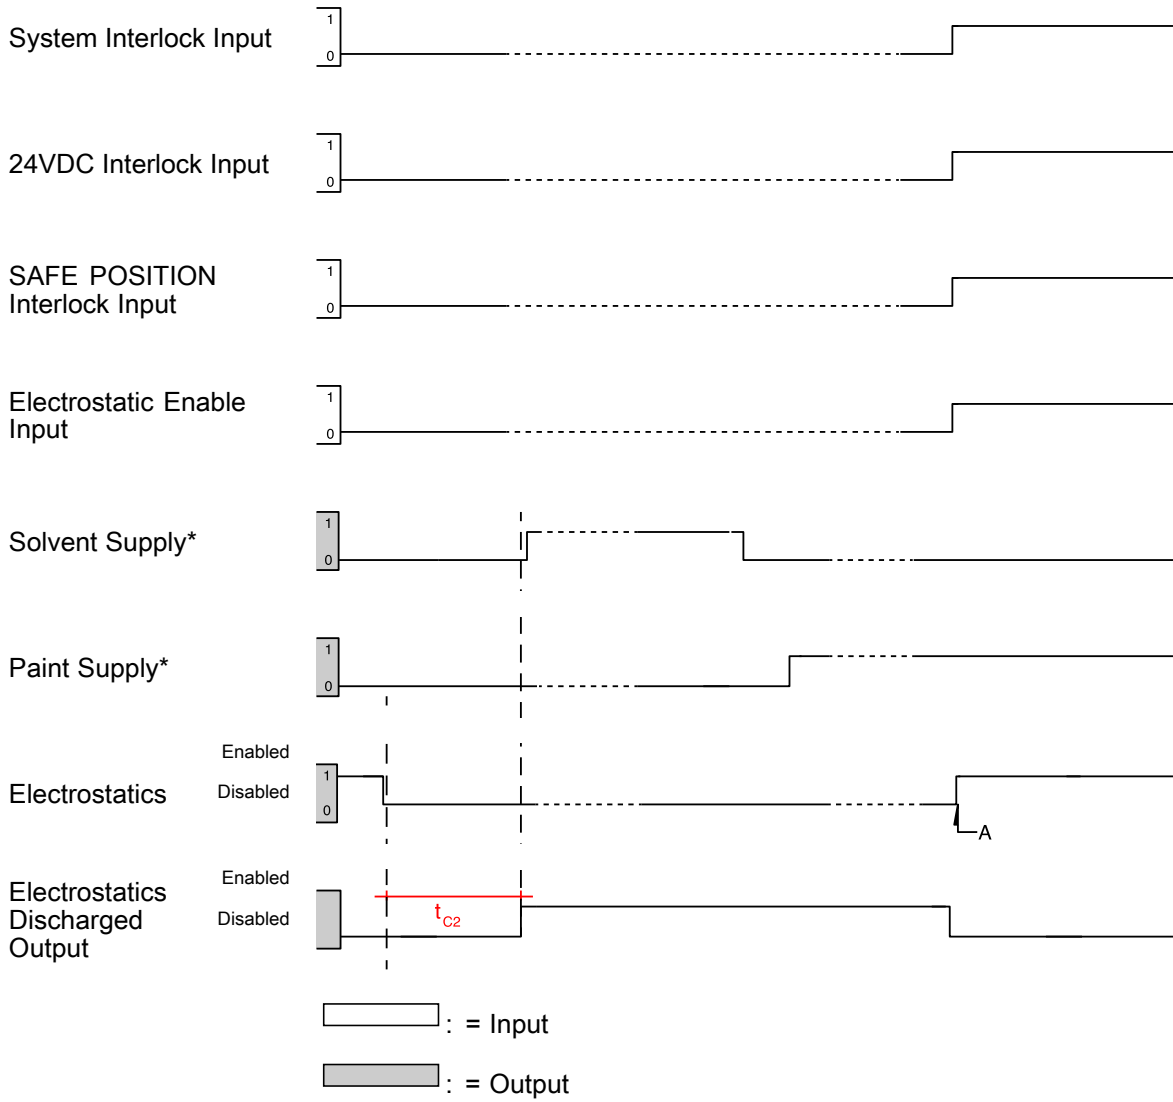 System Interlock Input
1
0
24VDC Interlock Input
1
0
SAFE POSITION
Interlock Input
1
0
Electrostatic Enable
Input
1
0
Solvent Supply*
1
0
Paint Supply*
1
0
Electrostatics
Enabled
Disabled
1
0
A
Electrostatics
Discharged
Output
Enabled
Disabled
tC2
: = Input
: = Output